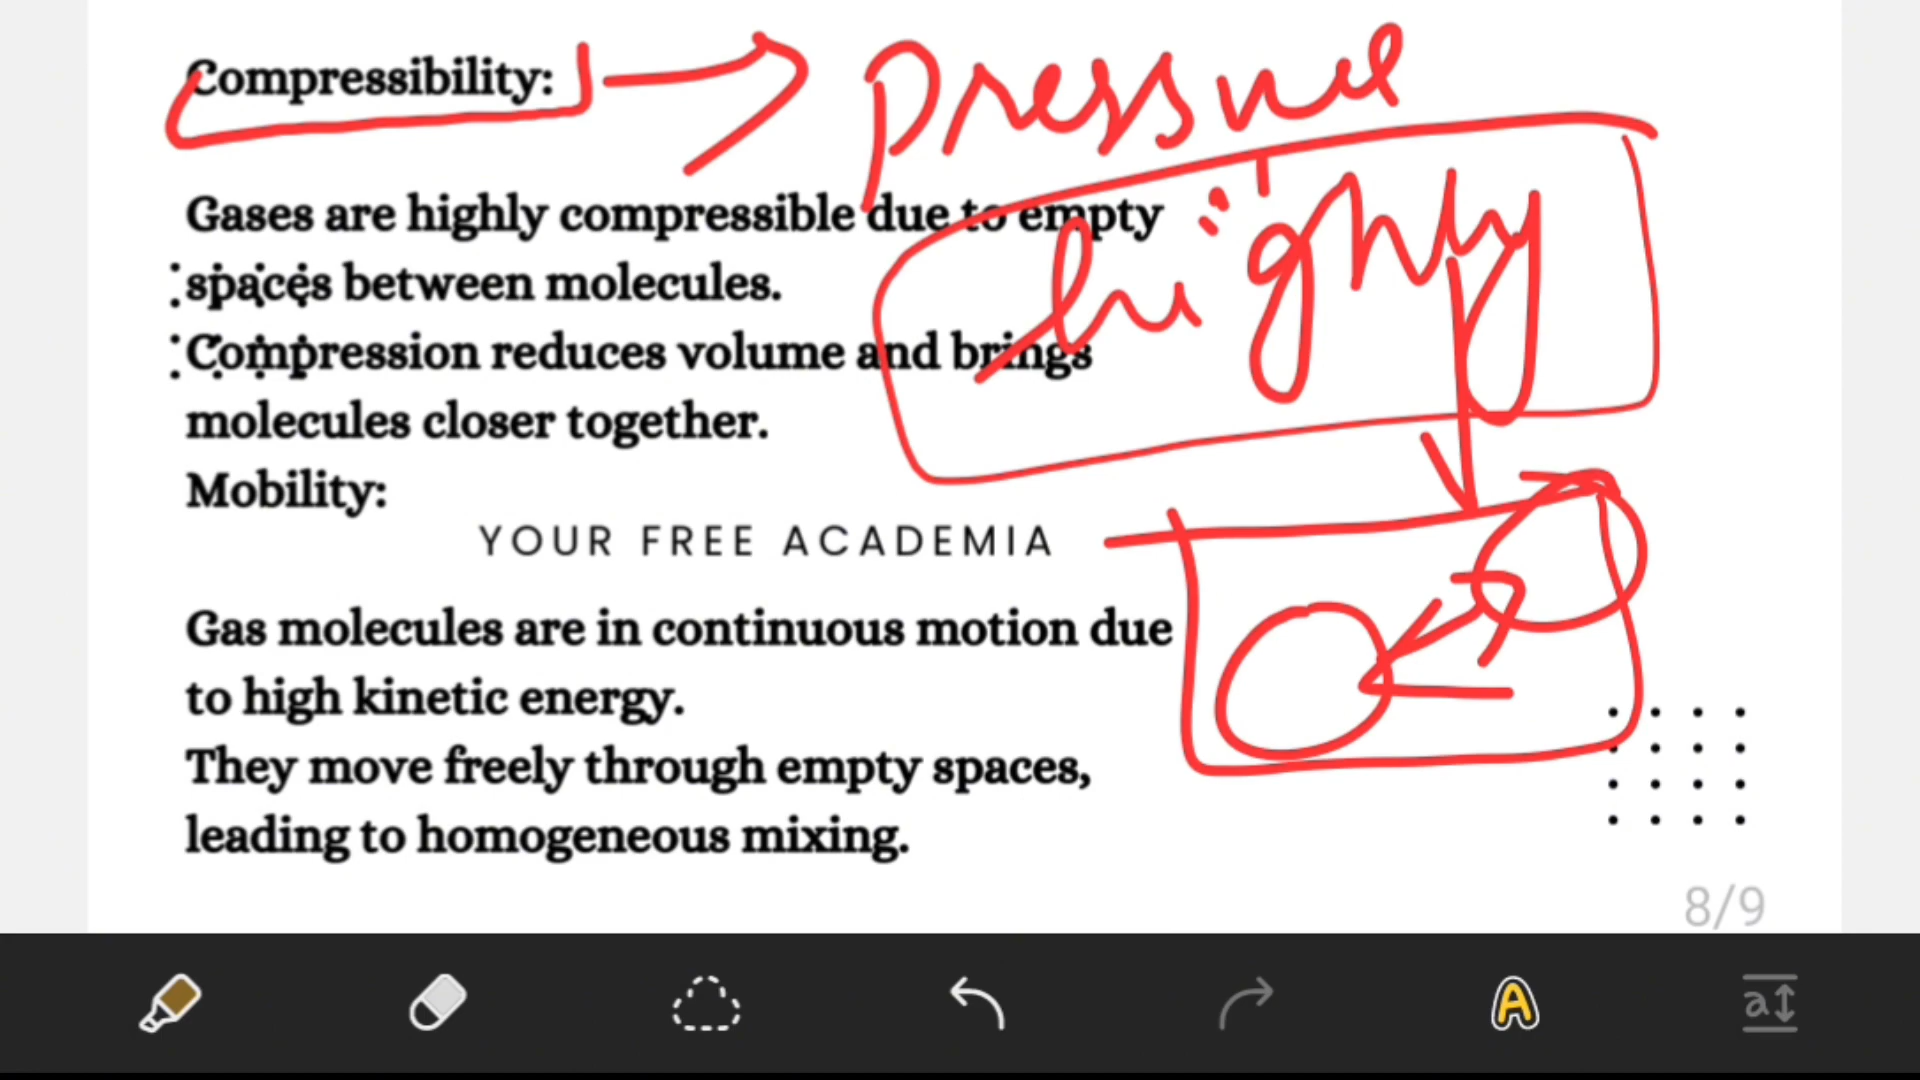 Compressibility:
pressure
Gases are highly compressible due to empty
highly
spaces between molecules.
Compression reduces volume and brings
molecules closer together.
Mobility:
YOUR FREE ACADEMIA
Gas molecules are in continuous motion due
to high kinetic energy.
They move freely through empty spaces,
leading to homogeneous mixing.
8/9
A
a